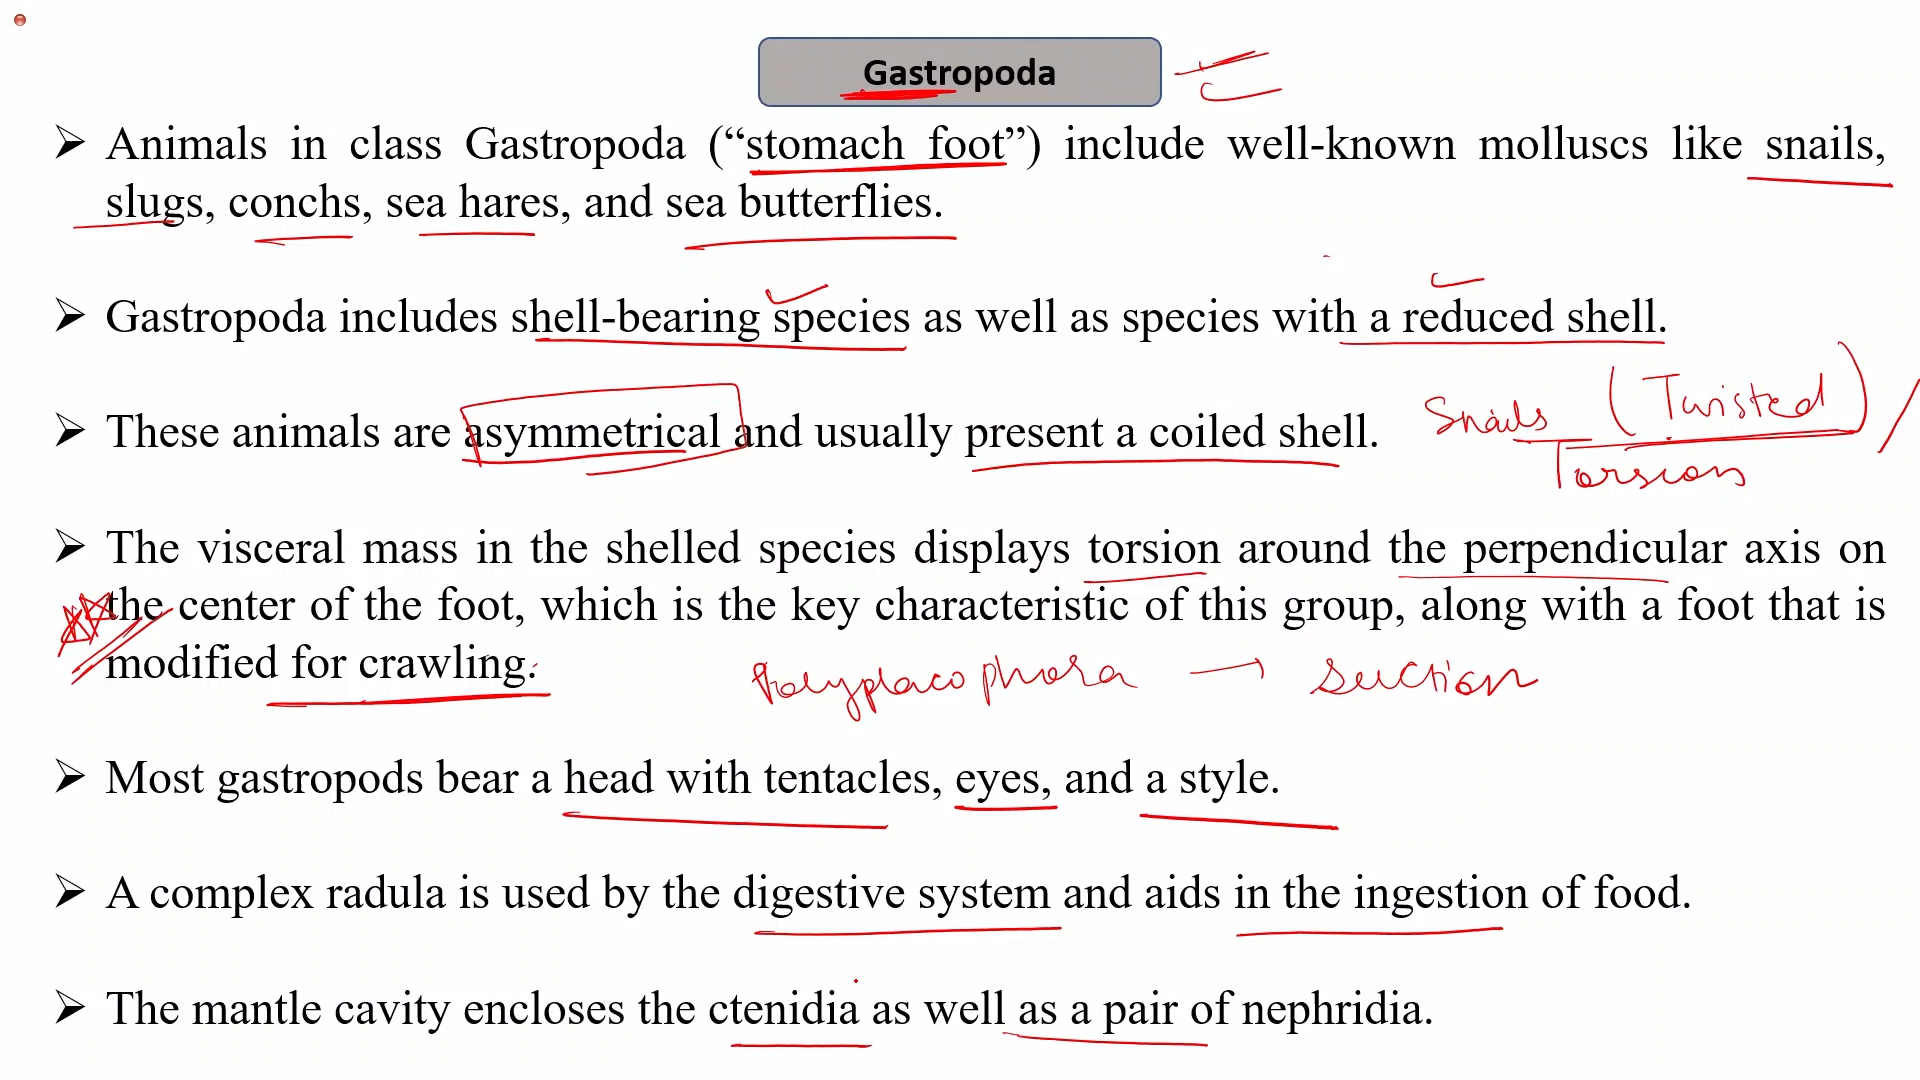 Gastropoda
➢ Animals in class Gastropoda (“stomach foot”) include well-known molluscs like snails,
slugs, conchs, sea hares, and sea butterflies.
➢ Gastropoda includes shell-bearing species as well as species with a reduced shell.
➢ These animals are asymmetrical and usually present a coiled shell.
Snails (Twisted) /
Torsion
➢ The visceral mass in the shelled species displays torsion around the perpendicular axis on
the center of the foot, which is the key characteristic of this group, along with a foot that is
modified for crawling.
Polyplacophora → suction
➢ Most gastropods bear a head with tentacles, eyes, and a style.
➢ A complex radula is used by the digestive system and aids in the ingestion of food.
➢ The mantle cavity encloses the ctenidia as well as a pair of nephridia.